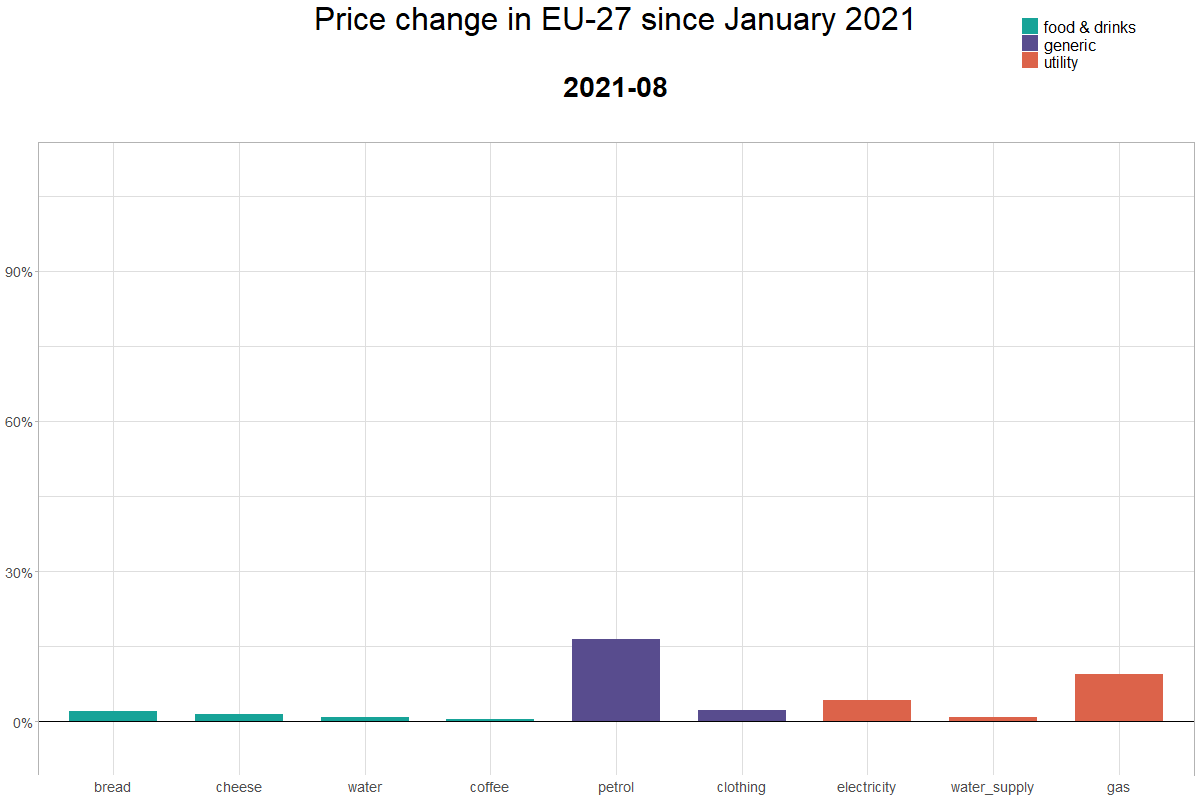 Price change in EU-27 since January 2021
food & drinks
generic
utility
2021-08
90%
60%
30%
0%
bread cheese water coffee petrol clothing electricity water_supply gas